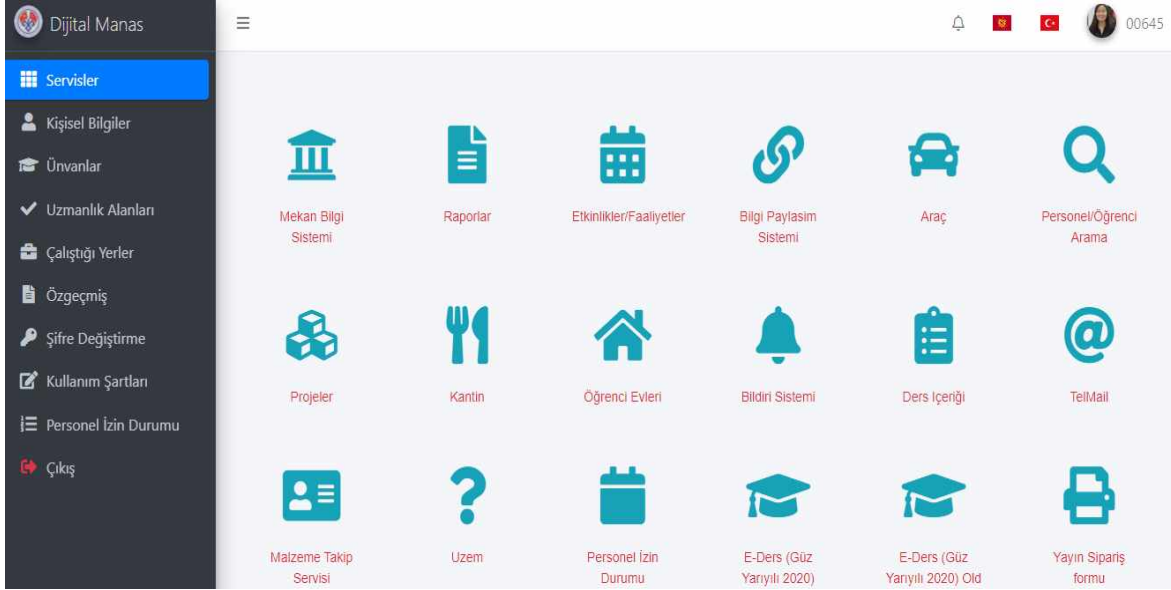 Dijital Manas
00645
Servisler
Kişisel Bilgiler
Ünvanlar
Uzmanlık Alanları
Çalıştığı Yerler
Özgeçmiş
Şifre Değiştirme
Kullanım Şartları
Personel İzin Durumu
Çıkış
Mekan Bilgi
Sistemi
Raporlar
Etkinlikler/Faaliyetler
Bilgi Paylasim
Sistemi
Araç
Personel/Öğrenci
Arama
Projeler
Kantin
Öğrenci Evleri
Bildiri Sistemi
Ders İçeriği
TelMail
Malzeme Takip
Servisi
Uzem
Personel İzin
Durumu
E-Ders (Güz
Yarıyılı 2020)
E-Ders (Güz
Yarıyılı 2020) Old
Yayın Sipariş
formu